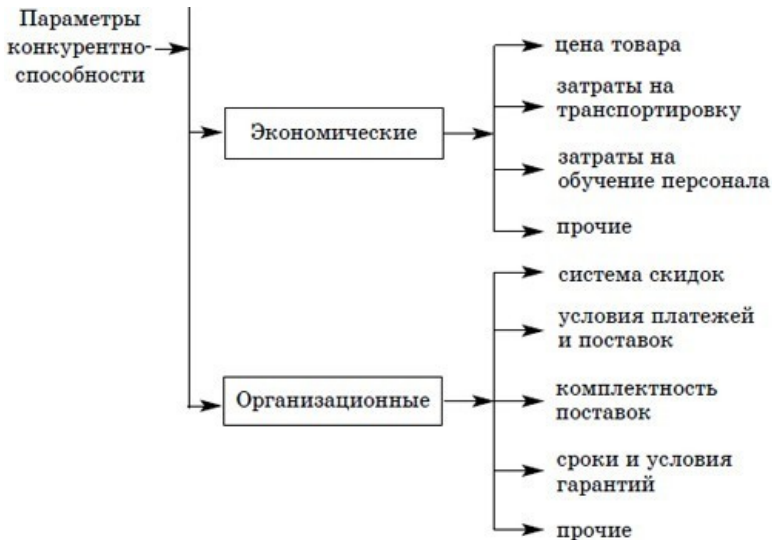 Параметры
конкурентно-
способности
Экономические
цена товара
затраты на
транспортировку
затраты на
обучение персонала
прочие
Организационные
система скидок
условия платежей
и поставок
комплектность
поставок
сроки и условия
гарантий
прочие